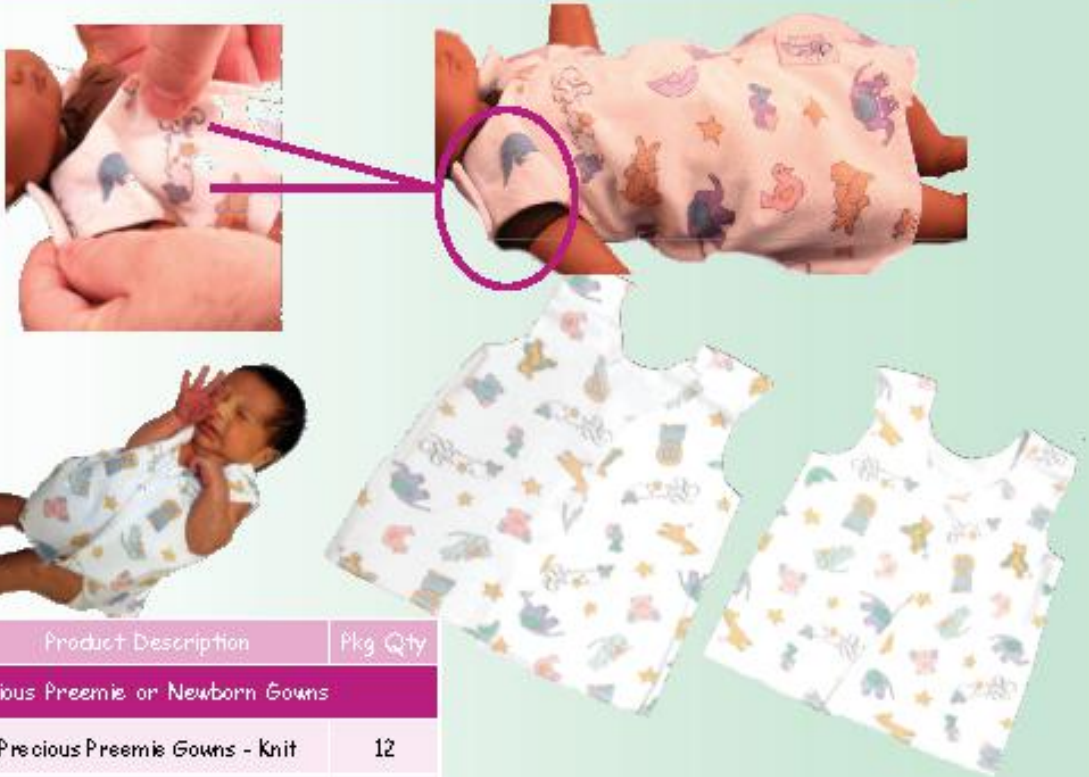 Product Description Pkg Qty
ious Preemie or Newborn Gowns
Precious Preemie Gowns - Knit 12